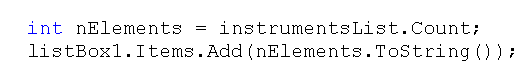 int nElements = instrumentsList.Count;
listBox1.Items.Add(nElements.ToString());